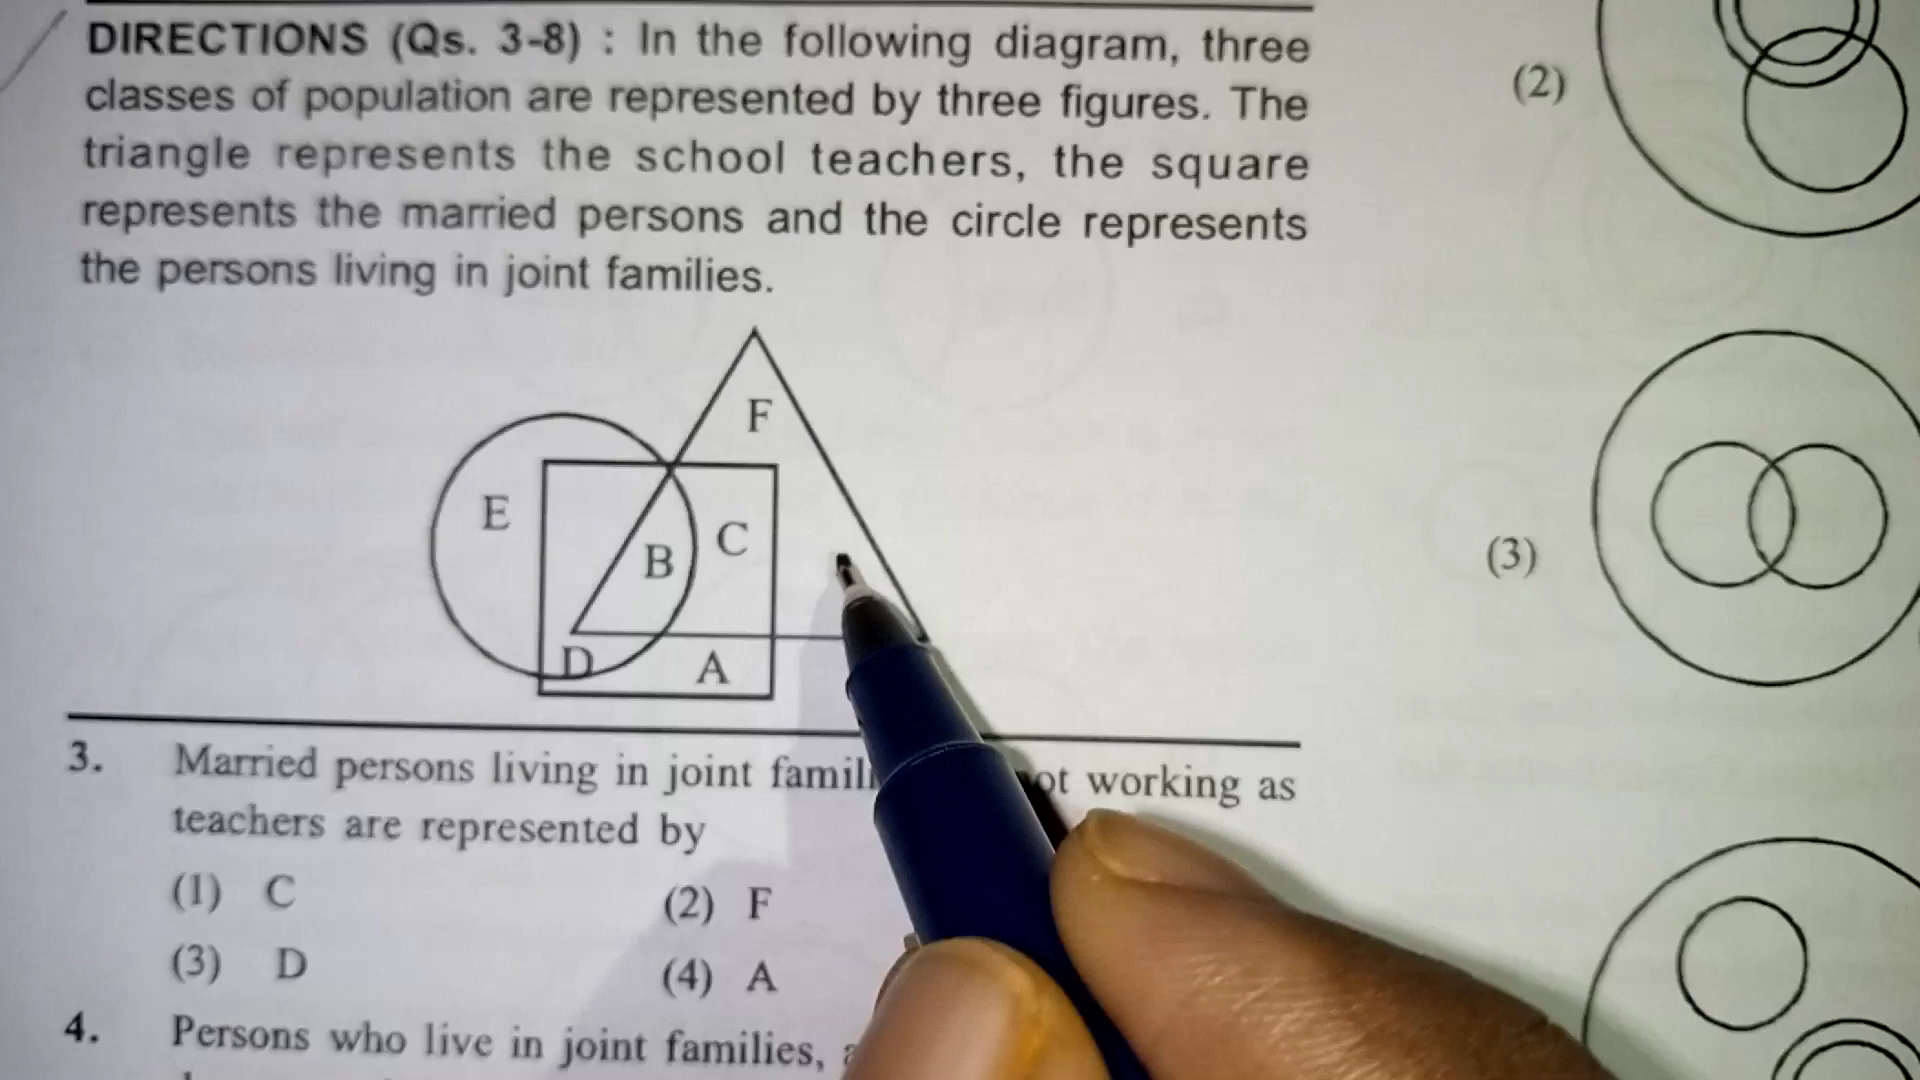 DIRECTIONS (Qs. 3-8) : In the following diagram, three
classes of population are represented by three figures. The
triangle represents the school teachers, the square
represents the married persons and the circle represents
the persons living in joint families.
F
E
B
C
D
A
3. Married persons living in joint working as
teachers are represented by
(1) C
(2) F
(3) D
(4) A
4. Persons who live in joint families,
(2)
(3)